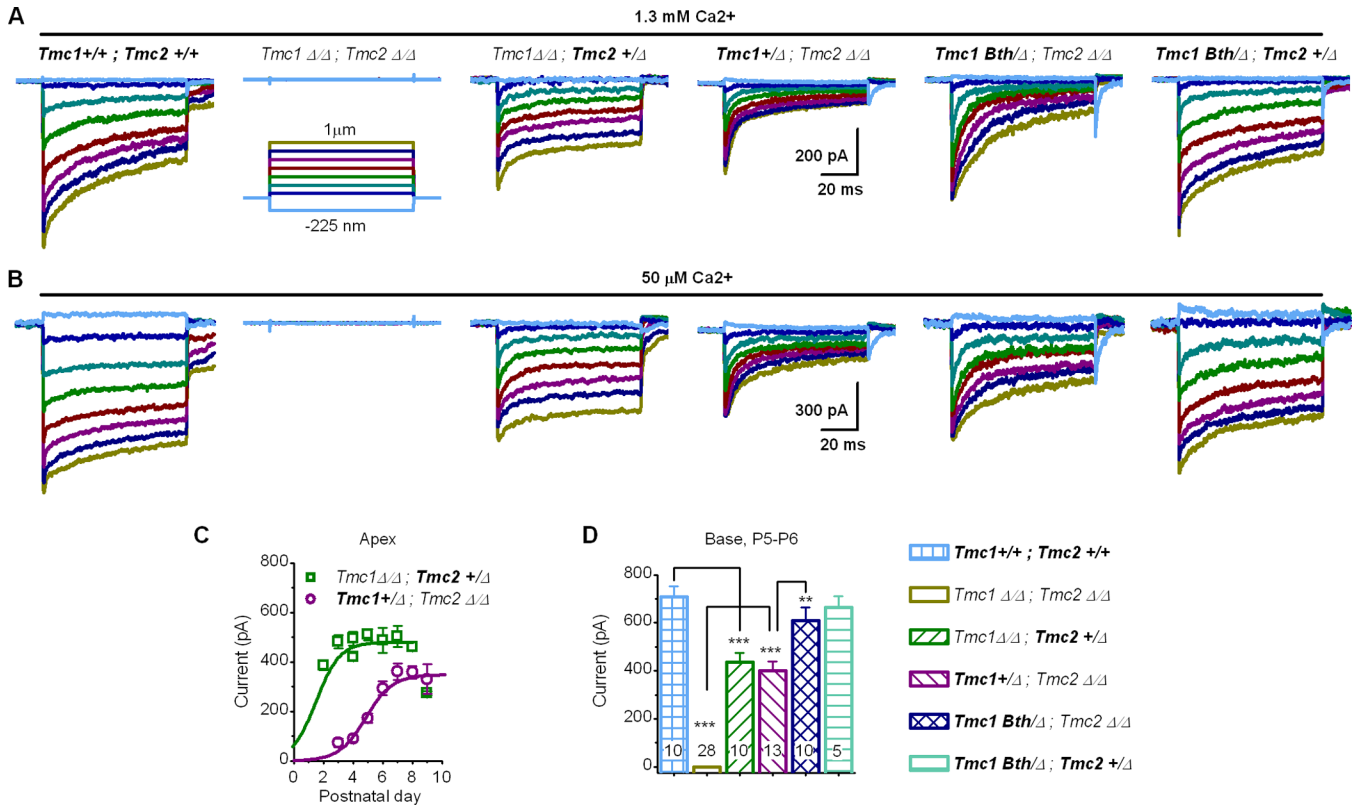 A
1.3 mM Ca2+
Tmc1+/+ ; Tmc2 +/+
Tmc1 Δ/Δ ; Tmc2 Δ/Δ
Tmc1Δ/Δ ; Tmc2 +/Δ
Tmc1+/Δ ; Tmc2 Δ/Δ
Tmc1 Bth/Δ ; Tmc2 Δ/Δ
Tmc1 Bth/Δ ; Tmc2 +/Δ
1μm
-225 nm
200 pA
20 ms
B
50 μM Ca2+
300 pA
20 ms
C
Apex
Tmc1Δ/Δ ; Tmc2 +/Δ
Tmc1+/Δ ; Tmc2 Δ/Δ
Current (pA)
800
600
400
200
0
0 2 4 6 8 10
Postnatal day
D
Base, P5-P6
Current (pA)
800
600
400
200
0
*** *** *** **
10 28 10 13 10 5
Tmc1+/+ ; Tmc2 +/+
Tmc1 Δ/Δ ; Tmc2 Δ/Δ
Tmc1Δ/Δ ; Tmc2 +/Δ
Tmc1+/Δ ; Tmc2 Δ/Δ
Tmc1 Bth/Δ ; Tmc2 Δ/Δ
Tmc1 Bth/Δ ; Tmc2 +/Δ